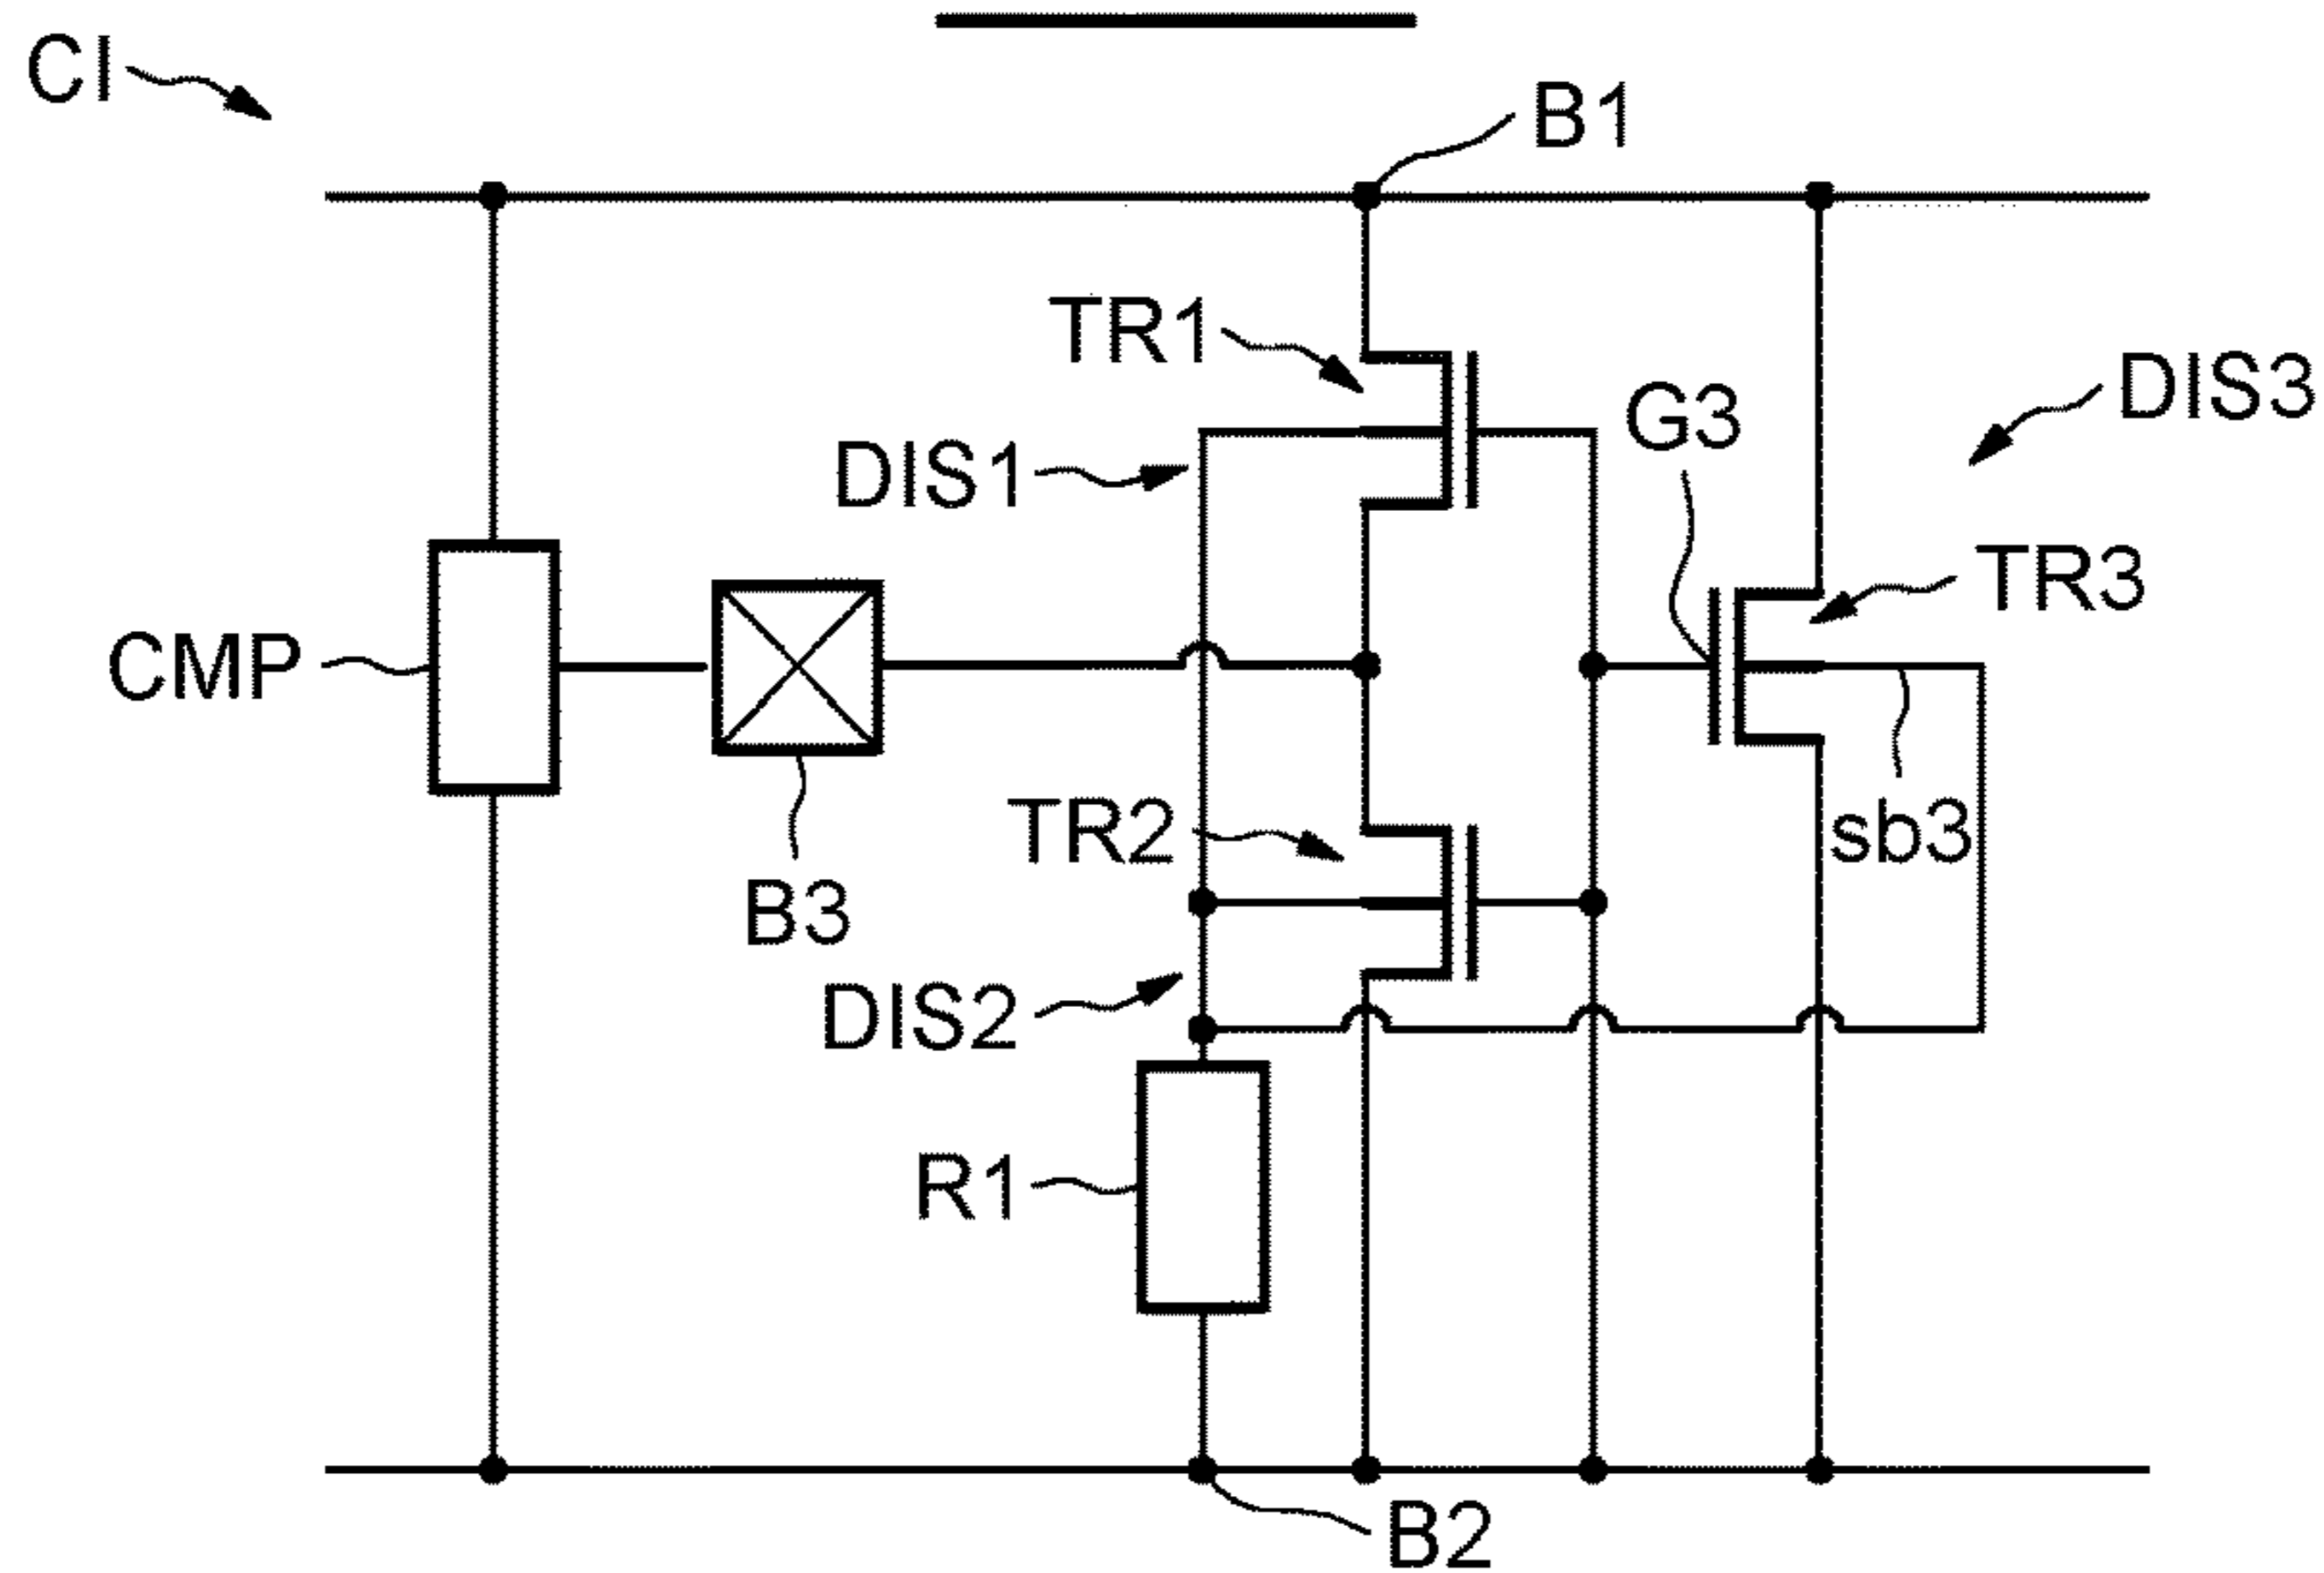 CI
B1
TR1
DIS1
G3
DIS3
TR3
CMP
TR2
sb3
B3
DIS2
R1
B2